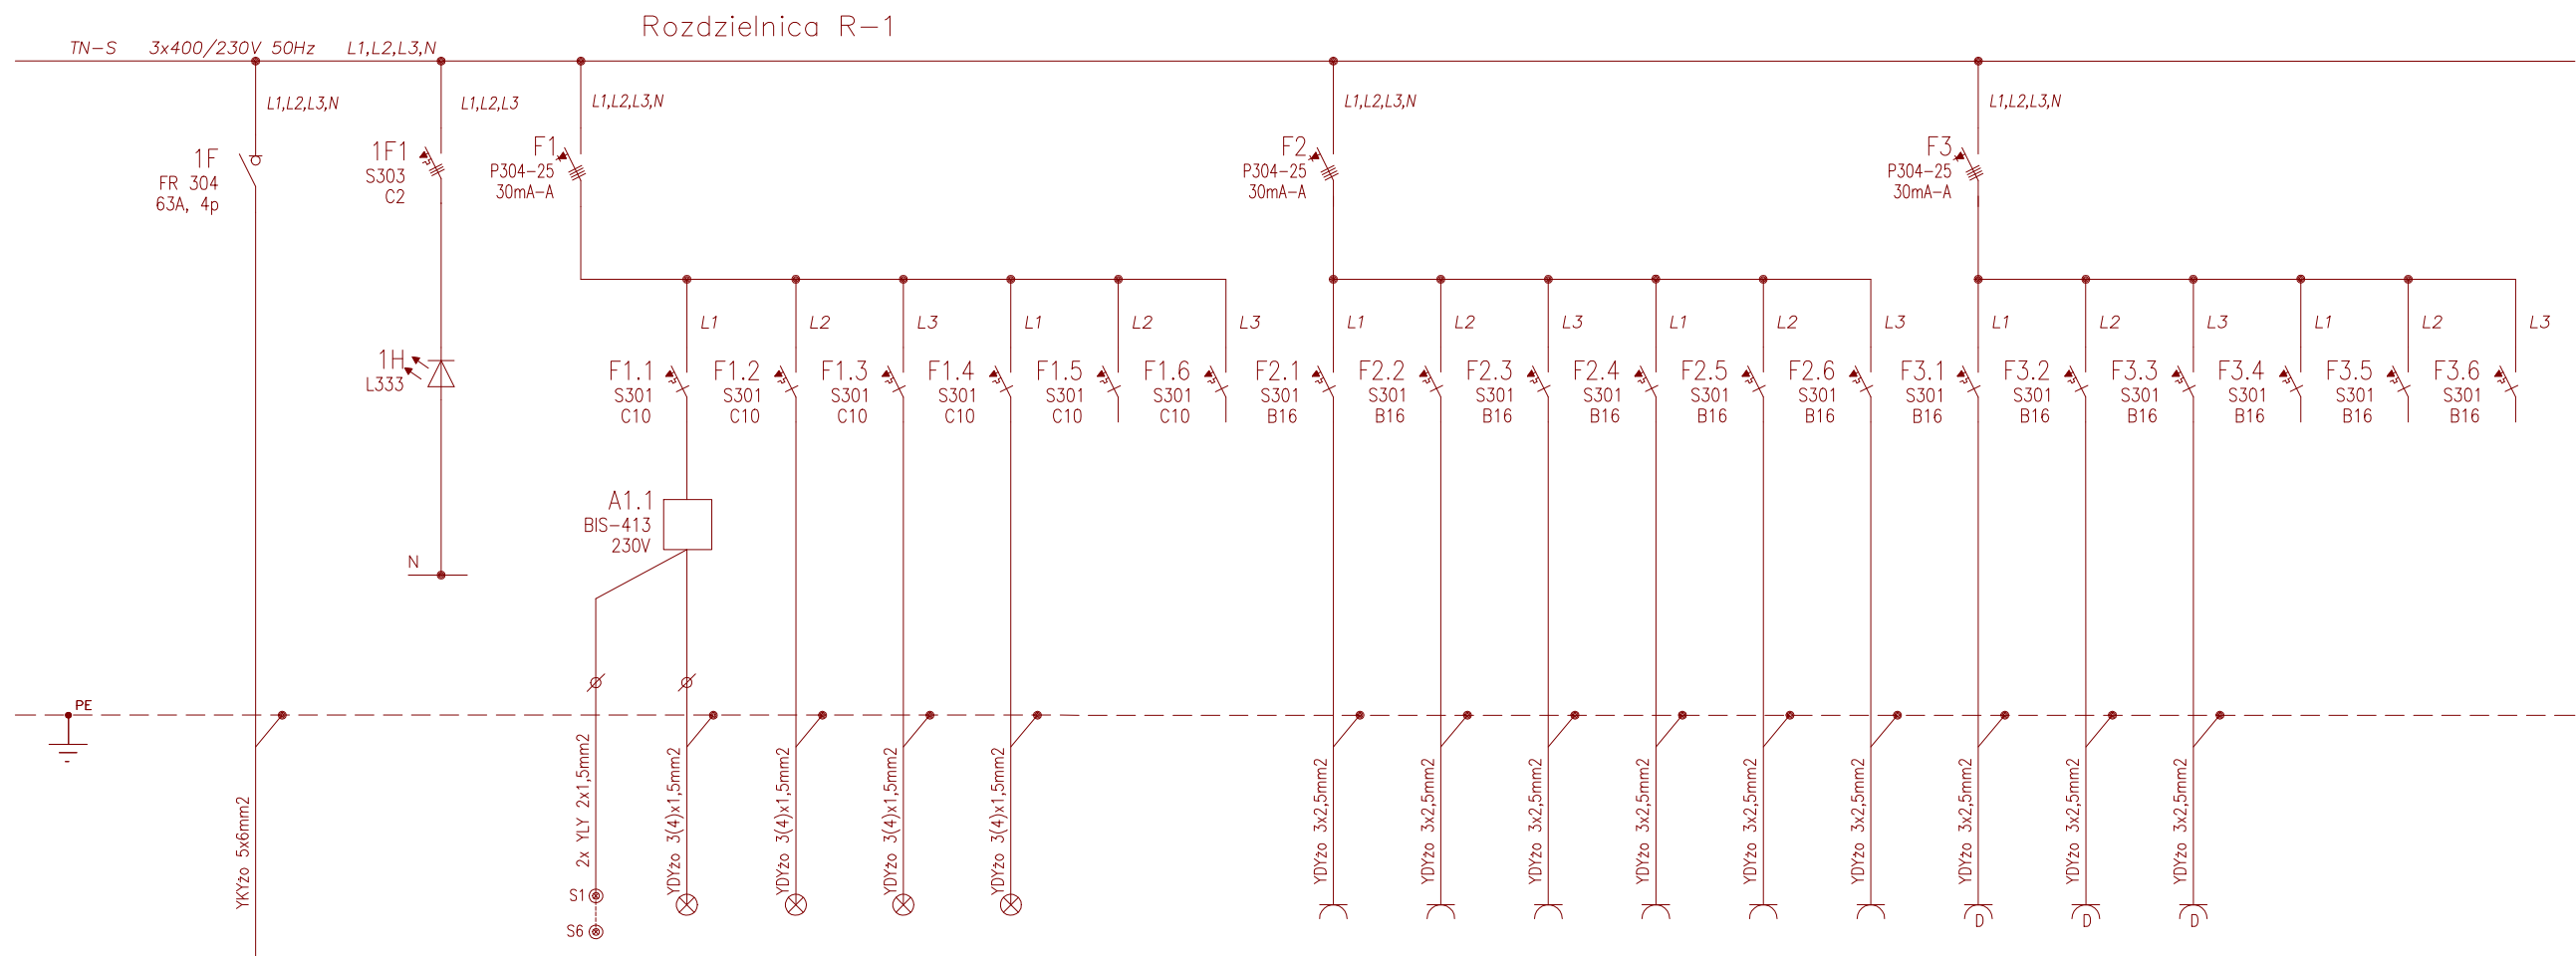 Rozdzielnica R-1
TN-S 3x400/230V 50Hz L1,L2,L3,N
L1,L2,L3,N
L1,L2,L3
L1,L2,L3,N
L1,L2,L3,N
L1,L2,L3,N
1F
FR 304
63A, 4p
1F1
S303
C2
F1
P304-25
30mA-A
F2
P304-25
30mA-A
F3
P304-25
30mA-A
L1
L2
L3
L1
L2
L3
L1
L2
L3
L1
L2
L3
L1
L2
L3
L1
L2
L3
1H
L333
F1.1
S301
C10
F1.2
S301
C10
F1.3
S301
C10
F1.4
S301
C10
F1.5
S301
C10
F1.6
S301
C10
F2.1
S301
B16
F2.2
S301
B16
F2.3
S301
B16
F2.4
S301
B16
F2.5
S301
B16
F2.6
S301
B16
F3.1
S301
B16
F3.2
S301
B16
F3.3
S301
B16
F3.4
S301
B16
F3.5
S301
B16
F3.6
S301
B16
A1.1
BIS-413
230V
N
PE
YKYżo 5x6mm2
2x YLY 2x1,5mm2
YDYżo 3(4)x1,5mm2
YDYżo 3(4)x1,5mm2
YDYżo 3(4)x1,5mm2
YDYżo 3(4)x1,5mm2
YDYżo 3x2,5mm2
YDYżo 3x2,5mm2
YDYżo 3x2,5mm2
YDYżo 3x2,5mm2
YDYżo 3x2,5mm2
YDYżo 3x2,5mm2
YDYżo 3x2,5mm2
YDYżo 3x2,5mm2
YDYżo 3x2,5mm2
S1
S6
D
D
D